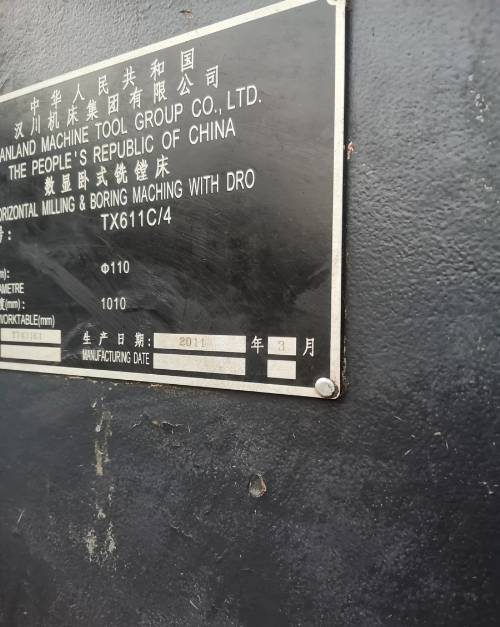 中华人民共和国
汉川机床集团有限公司
ANLAND MACHINE TOOL GROUP CO., LTD.
THE PEOPLE'S REPUBLIC OF CHINA
数显卧式铣镗床
ORIZONTAL MILLING & BORING MACHING WITH DRO
号: TX611C/4
m): Φ110
AMETRE
度(mm): 1010
WORKTABLE(mm)
生产日期: 2011 年 3 月
MANUFACTURING DATE